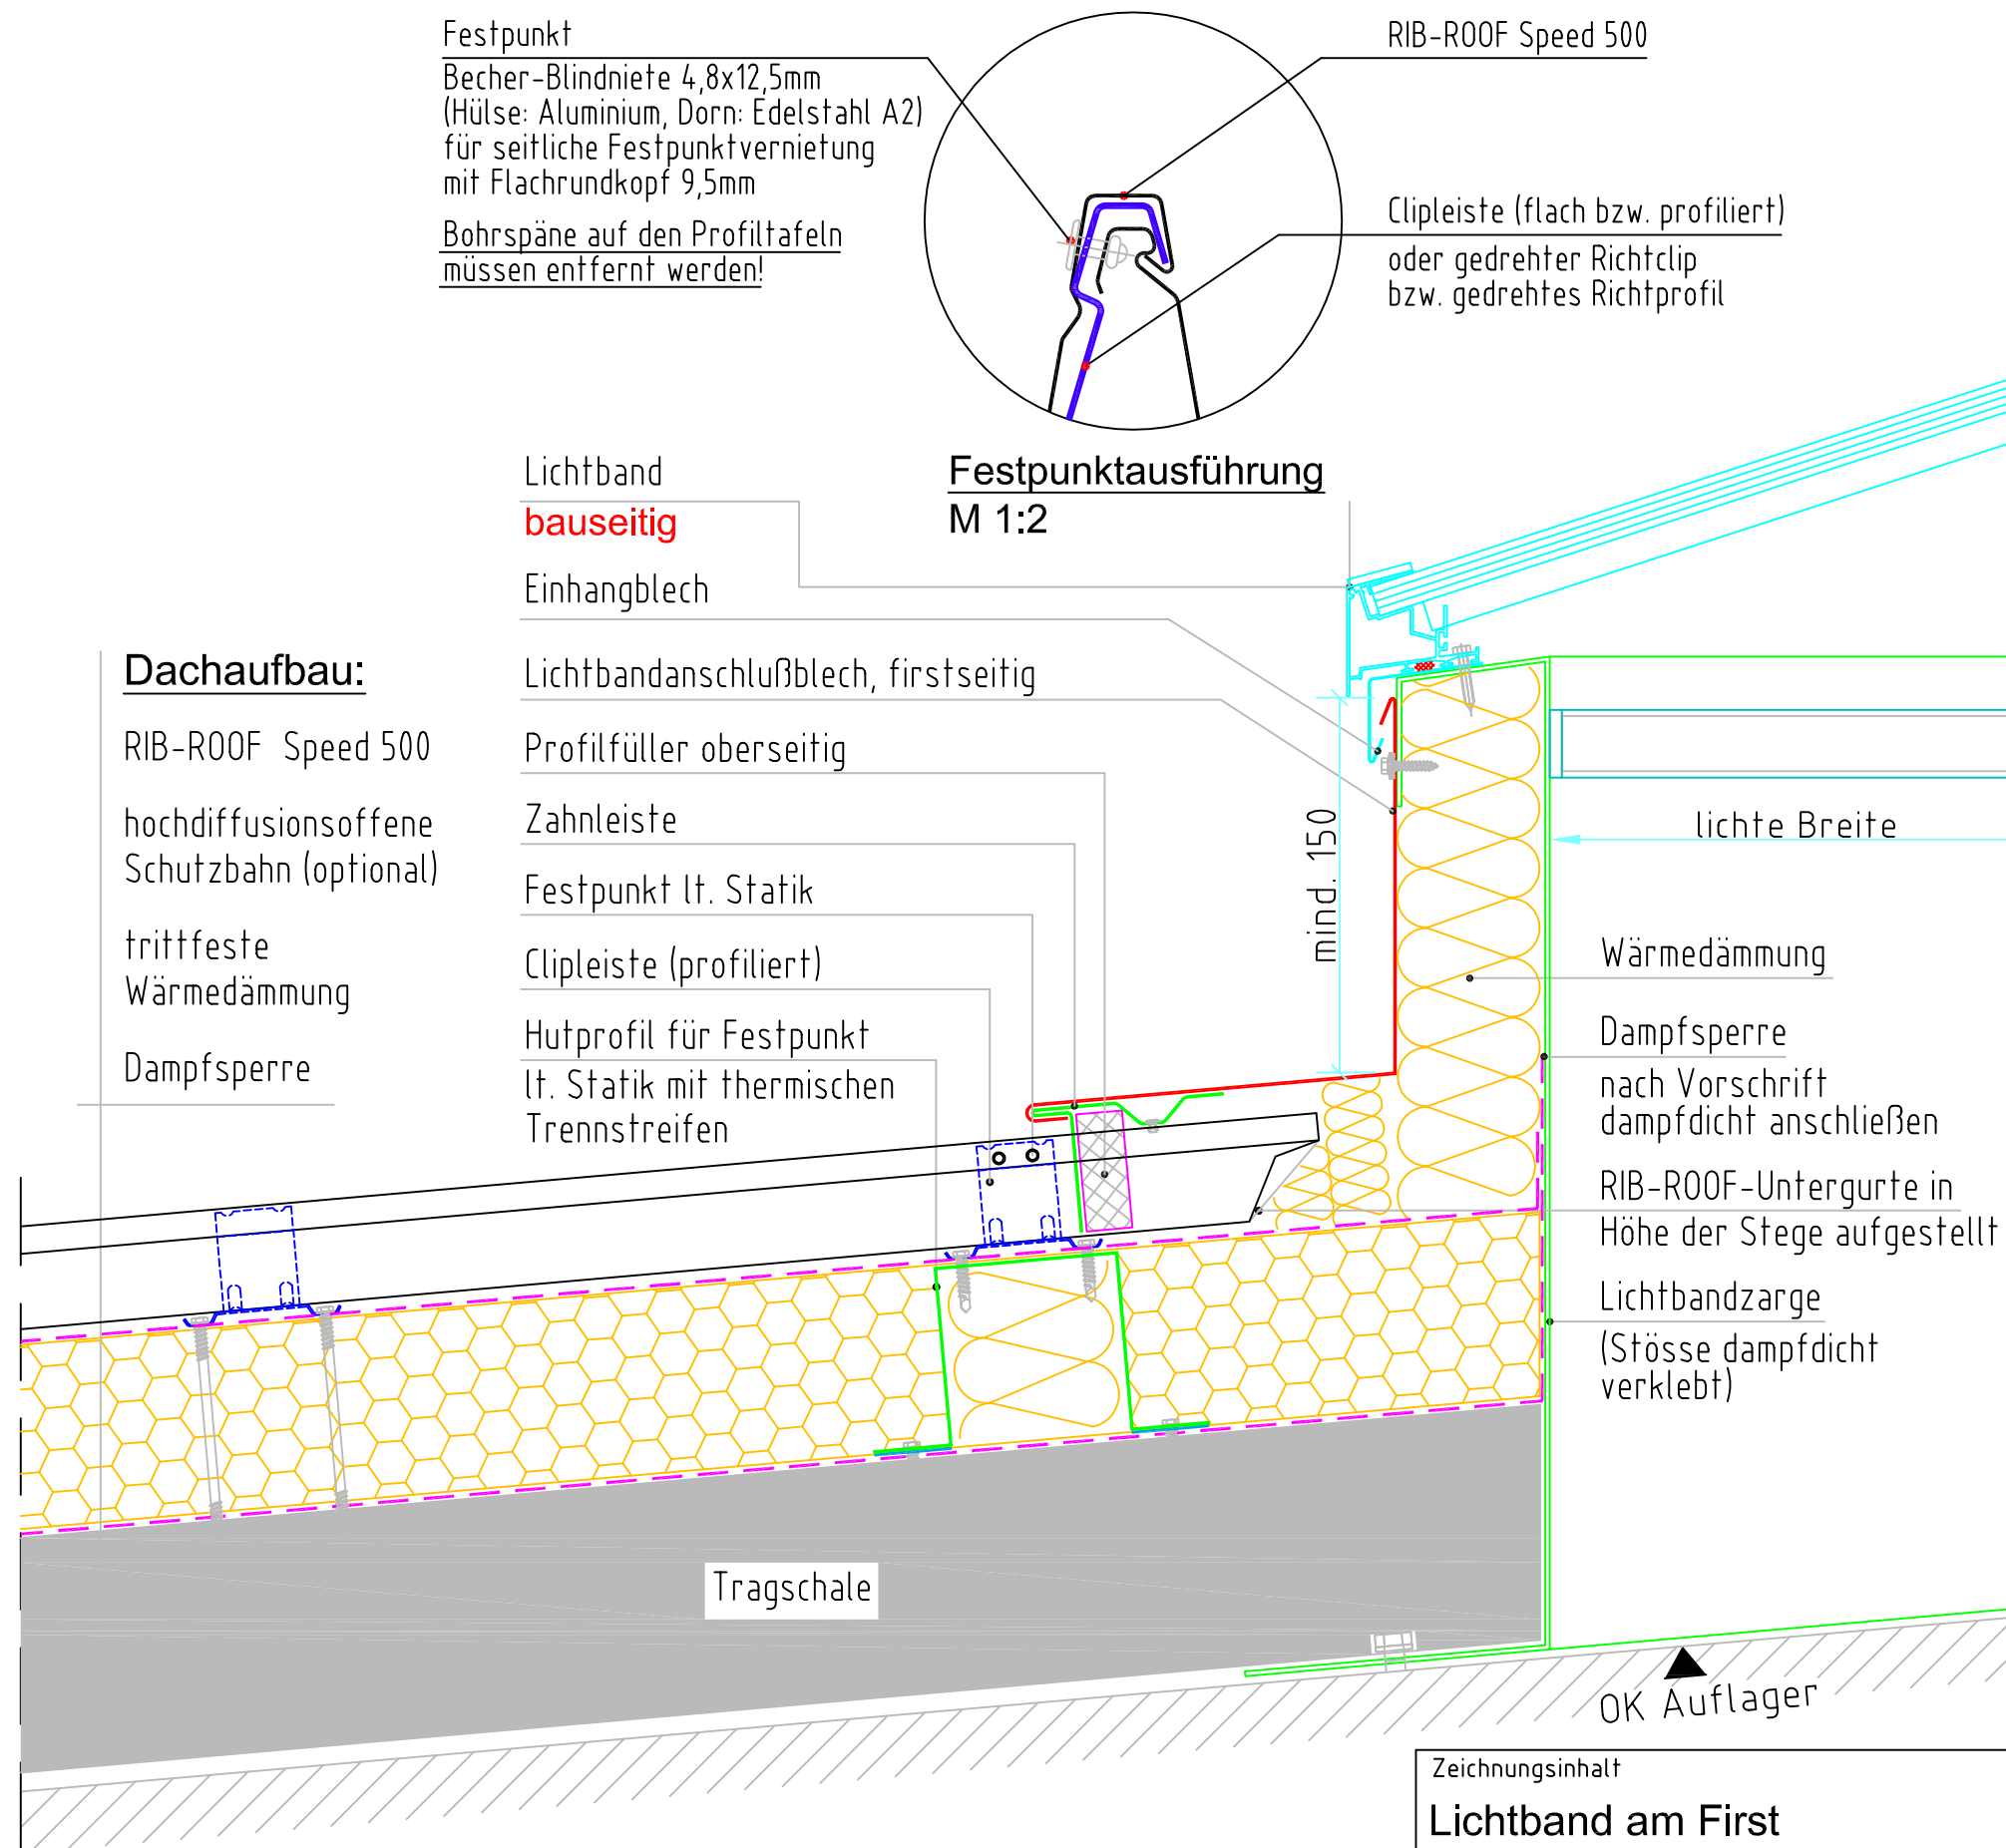 Festpunkt
Becher-Blindniete 4,8x12,5mm
(Hülse: Aluminium, Dorn: Edelstahl A2)
für seitliche Festpunktvernietung
mit Flachrundkopf 9,5mm
Bohrspäne auf den Profiltafeln
müssen entfernt werden!
RIB-ROOF Speed 500
Clipleiste (flach bzw. profiliert)
oder gedrehter Richtclip
bzw. gedrehtes Richtprofil
Festpunktausführung
M 1:2
Lichtband
bauseitig
Einhangblech
Lichtbandanschlußblech, firstseitig
Profilfüller oberseitig
Zahnleiste
Festpunkt lt. Statik
Clipleiste (profiliert)
Hutprofil für Festpunkt
lt. Statik mit thermischen
Trennstreifen
Dachaufbau:
RIB-ROOF Speed 500
hochdiffusionsoffene
Schutzbahn (optional)
trittfeste
Wärmedämmung
Dampfsperre
mind. 150
lichte Breite
Wärmedämmung
Dampfsperre
nach Vorschrift
dampfdicht anschließen
RIB-ROOF-Untergurte in
Höhe der Stege aufgestellt
Lichtbandzarge
(Stösse dampfdicht
verklebt)
Tragschale
OK Auflager
Zeichnungsinhalt
Lichtband am First